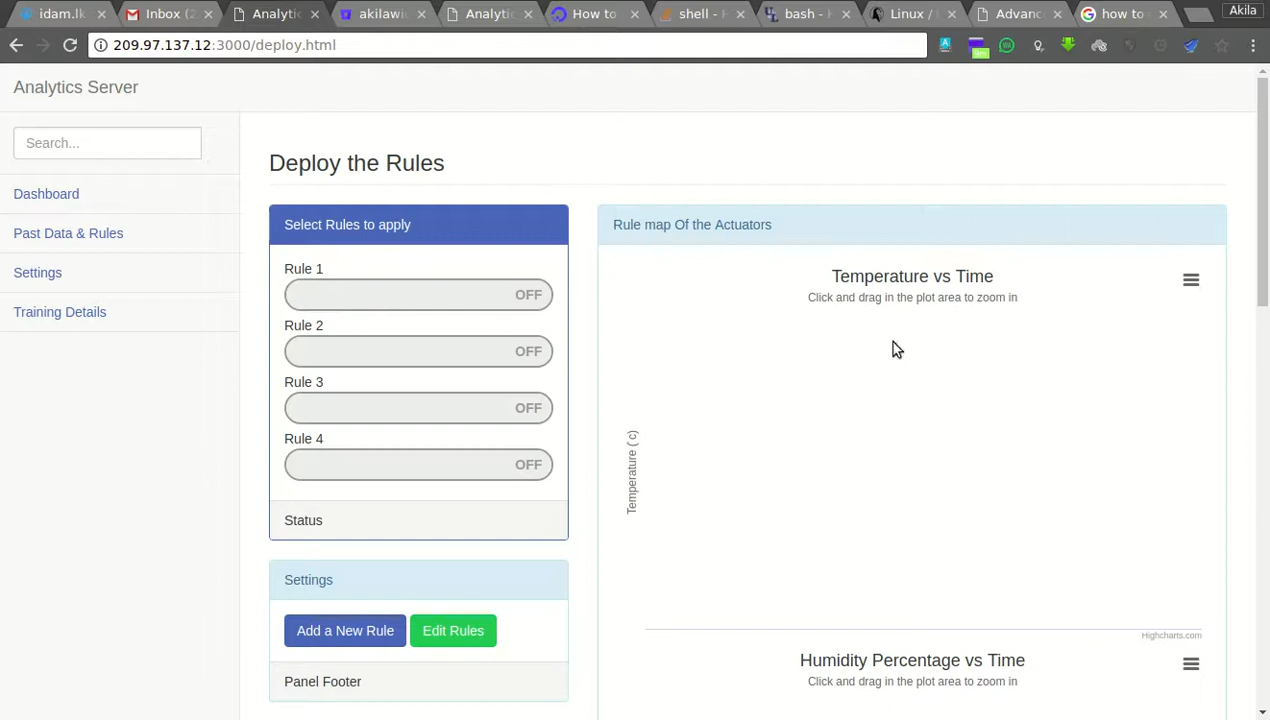 idam.lk
Inbox (2
Analytic
akilawi
Analytic
How to
shell - H
bash - H
Linux / 
Advanc
how to
Akila
209.97.137.12:3000/deploy.html
Analytics Server
Search...
Dashboard
Past Data & Rules
Settings
Training Details
Deploy the Rules
Select Rules to apply
Rule 1
OFF
Rule 2
OFF
Rule 3
OFF
Rule 4
OFF
Status
Settings
Add a New Rule
Edit Rules
Panel Footer
Rule map Of the Actuators
Temperature vs Time
Click and drag in the plot area to zoom in
Temperature (`c)
Highcharts.com
Humidity Percentage vs Time
Click and drag in the plot area to zoom in